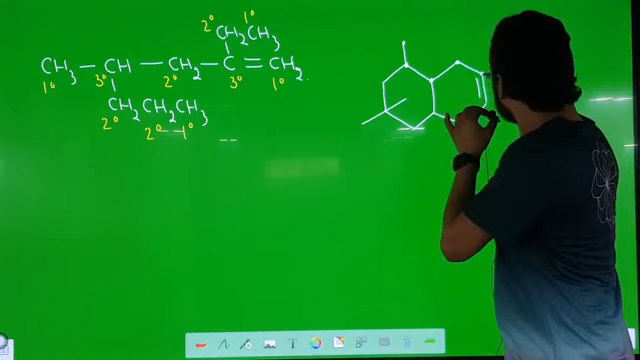 2° 1°
CH₂CH₃
CH₃ — CH — CH₂ — C = CH₂.
1° 3° 2° 3° 1°
CH₂CH₂CH₃
2° 2° 1°
T